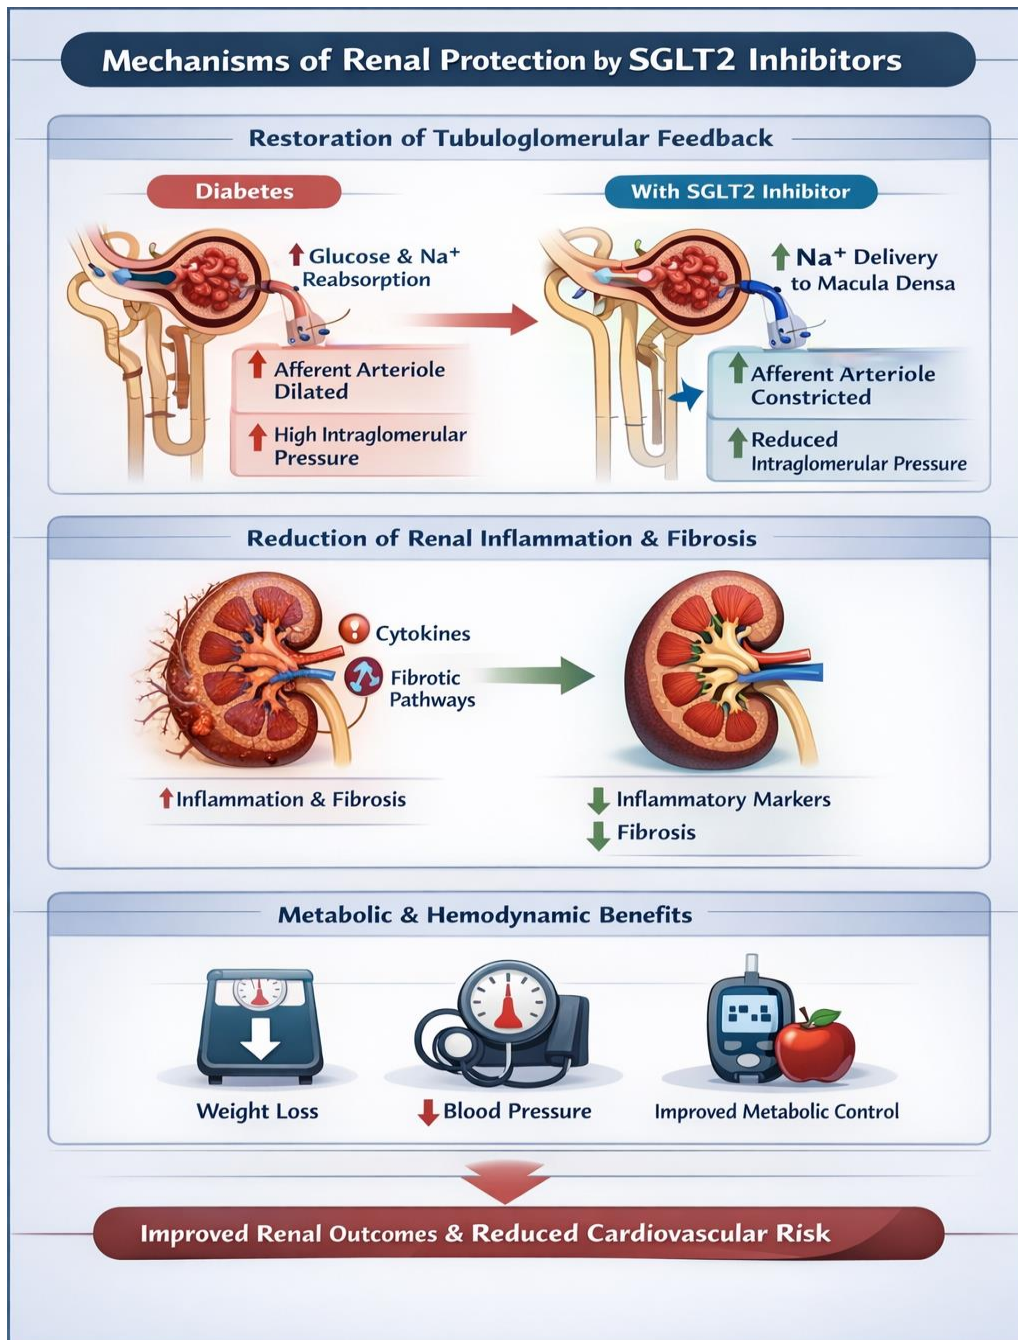 Mechanisms of Renal Protection by SGLT2 Inhibitors
Restoration of Tubuloglomerular Feedback
Diabetes
↑ Glucose & Na⁺
Reabsorption
↑ Afferent Arteriole
Dilated
↑ High Intraglomerular
Pressure
With SGLT2 Inhibitor
↑ Na⁺ Delivery
to Macula Densa
↑ Afferent Arteriole
Constricted
↑ Reduced
Intraglomerular Pressure
Reduction of Renal Inflammation & Fibrosis
! Cytokines
Fibrotic
Pathways
↑ Inflammation & Fibrosis
↓ Inflammatory Markers
↓ Fibrosis
Metabolic & Hemodynamic Benefits
Weight Loss
↓ Blood Pressure
Improved Metabolic Control
Improved Renal Outcomes & Reduced Cardiovascular Risk